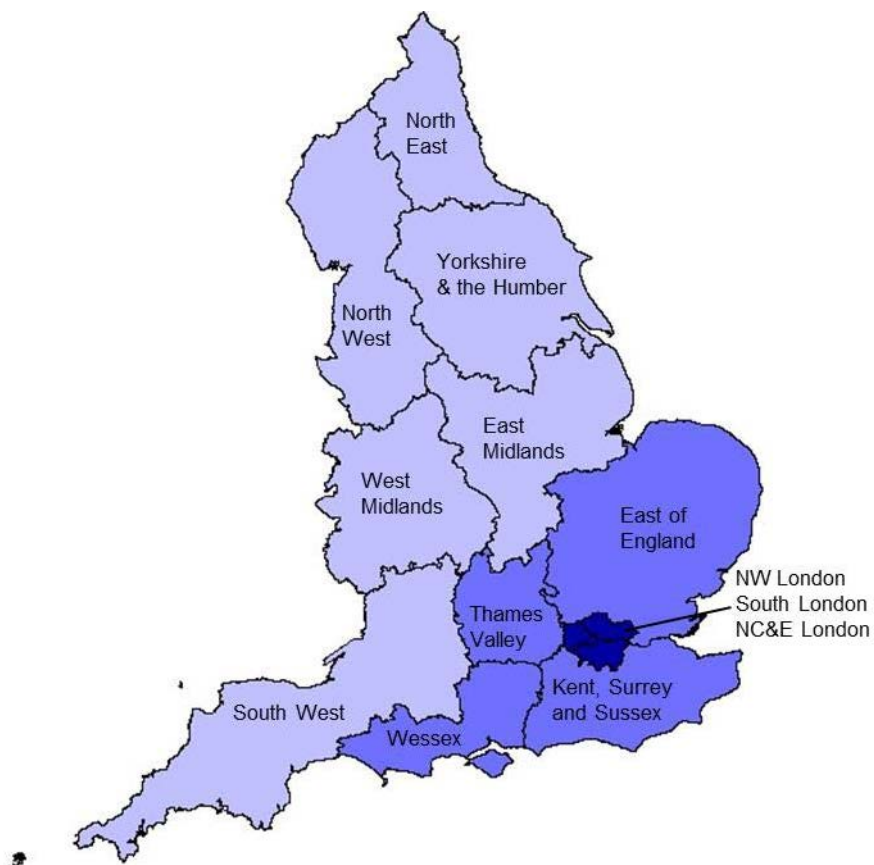 North
East
Yorkshire
& the Humber
North
West
East
Midlands
West
Midlands
East of
England
NW London
South London
NC&E London
Thames
Valley
Kent, Surrey
and Sussex
South West
Wessex